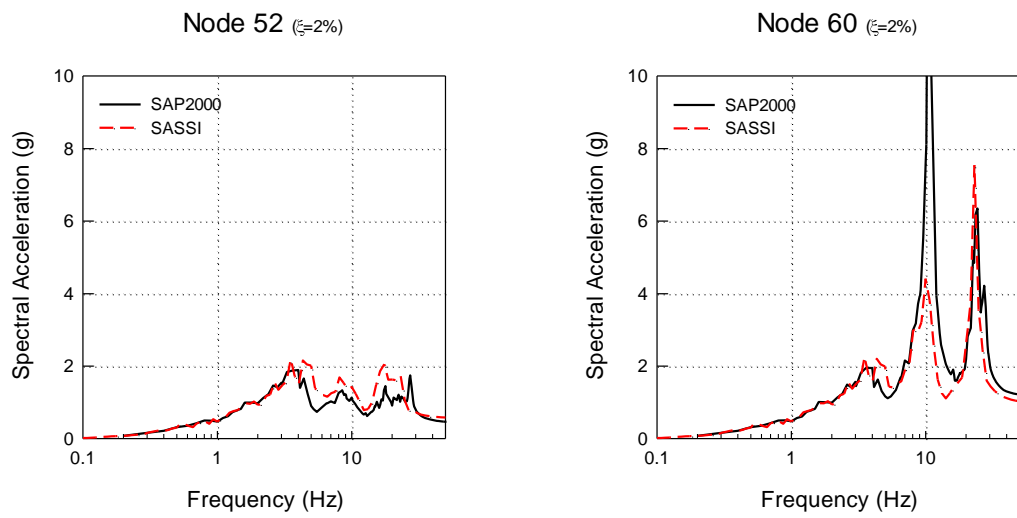 Node 52 (ξ=2%)
Spectral Acceleration (g)
10
8
6
4
2
0
SAP2000
SASSI
0.1
1
10
Frequency (Hz)
Node 60 (ξ=2%)
Spectral Acceleration (g)
10
8
6
4
2
0
SAP2000
SASSI
0.1
1
10
Frequency (Hz)